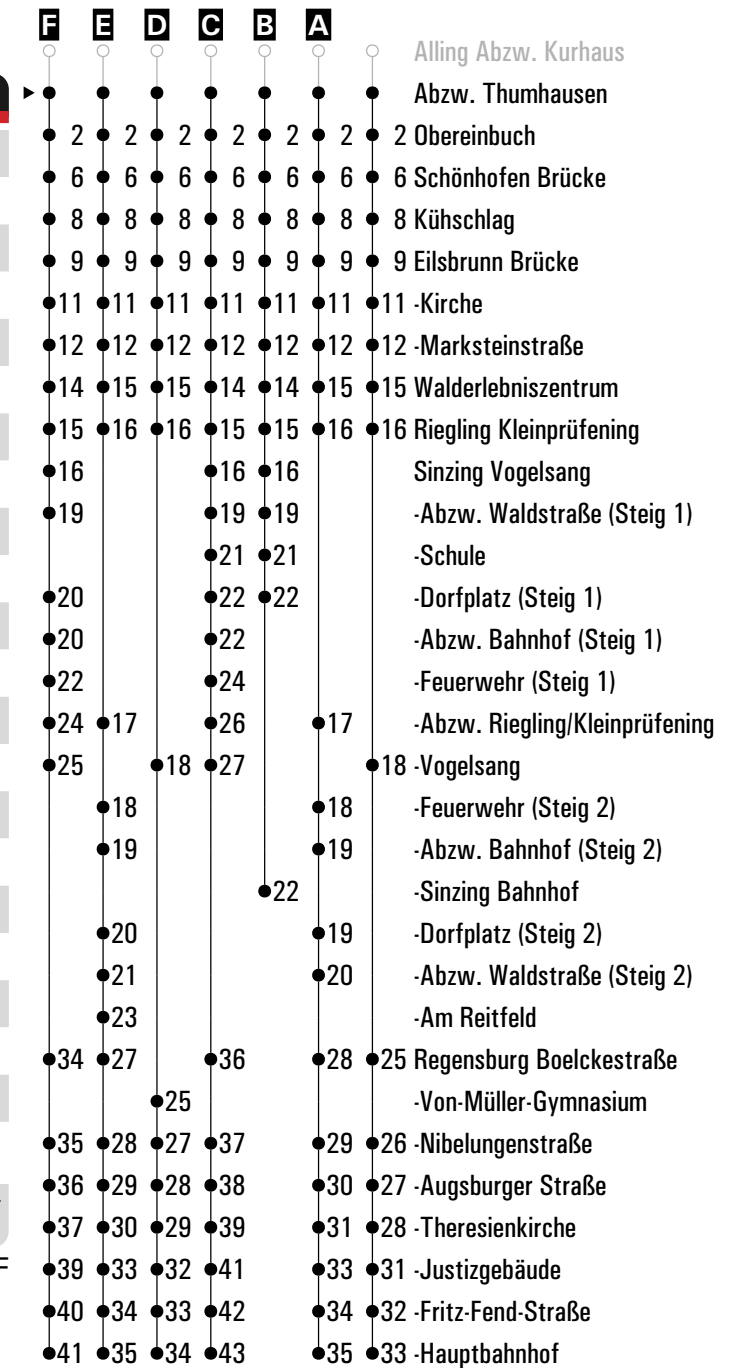 F E D C B A
Alling Abzw. Kurhaus
Abzw. Thumhausen
2 2 2 2 2 2 2 Obereinbuch
6 6 6 6 6 6 6 Schönhofen Brücke
8 8 8 8 8 8 8 Kühschlag
9 9 9 9 9 9 9 Eilsbrunn Brücke
11 11 11 11 11 11 11 -Kirche
12 12 12 12 12 12 12 -Marksteinstraße
14 15 15 14 14 15 15 Walderlebniszentrum
15 16 16 15 15 16 16 Riegling Kleinprüfening
16 16 16 Sinzing Vogelsang
19 19 19 -Abzw. Waldstraße (Steig 1)
21 21 -Schule
20 22 22 -Dorfplatz (Steig 1)
20 22 -Abzw. Bahnhof (Steig 1)
22 24 -Feuerwehr (Steig 1)
24 17 26 17 -Abzw. Riegling/Kleinprüfening
25 18 27 18 -Vogelsang
18 18 -Feuerwehr (Steig 2)
19 19 -Abzw. Bahnhof (Steig 2)
22 -Sinzing Bahnhof
20 19 -Dorfplatz (Steig 2)
21 20 -Abzw. Waldstraße (Steig 2)
23 -Am Reitfeld
34 27 36 28 25 Regensburg Boelckestraße
25 -Von-Müller-Gymnasium
35 28 27 37 29 26 -Nibelungenstraße
36 29 28 38 30 27 -Augsburger Straße
37 30 29 39 31 28 -Theresienkirche
39 33 32 41 33 31 -Justizgebäude
40 34 33 42 34 32 -Fritz-Fend-Straße
41 35 34 43 35 33 -Hauptbahnhof